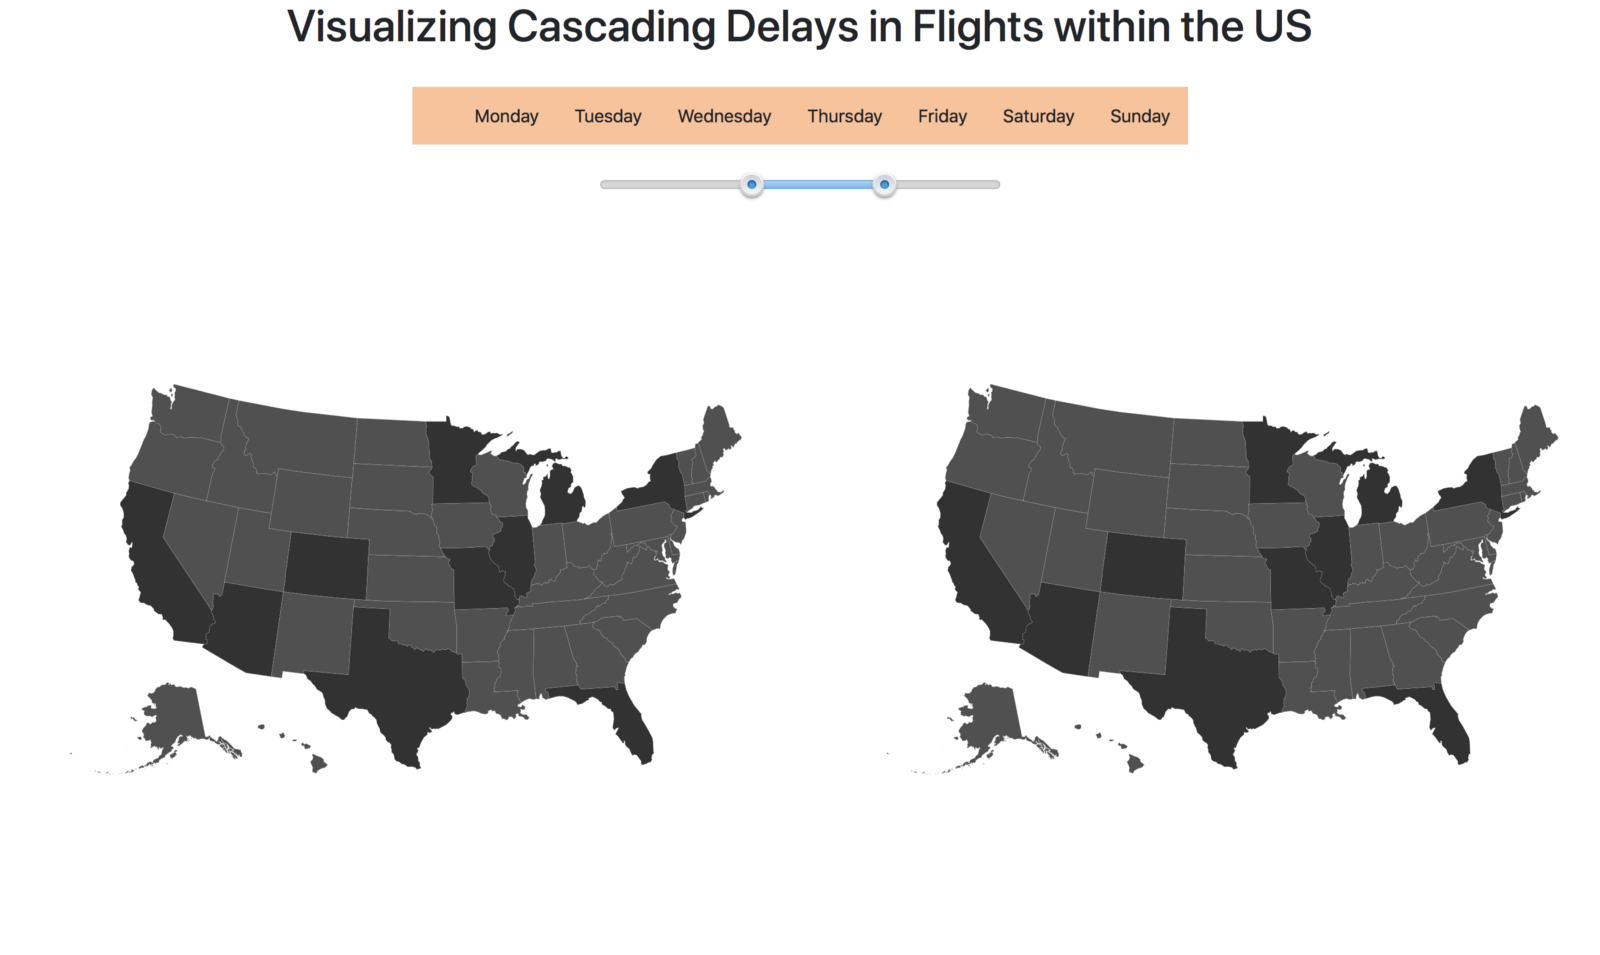 Visualizing Cascading Delays in Flights within the US
Monday Tuesday Wednesday Thursday Friday Saturday Sunday